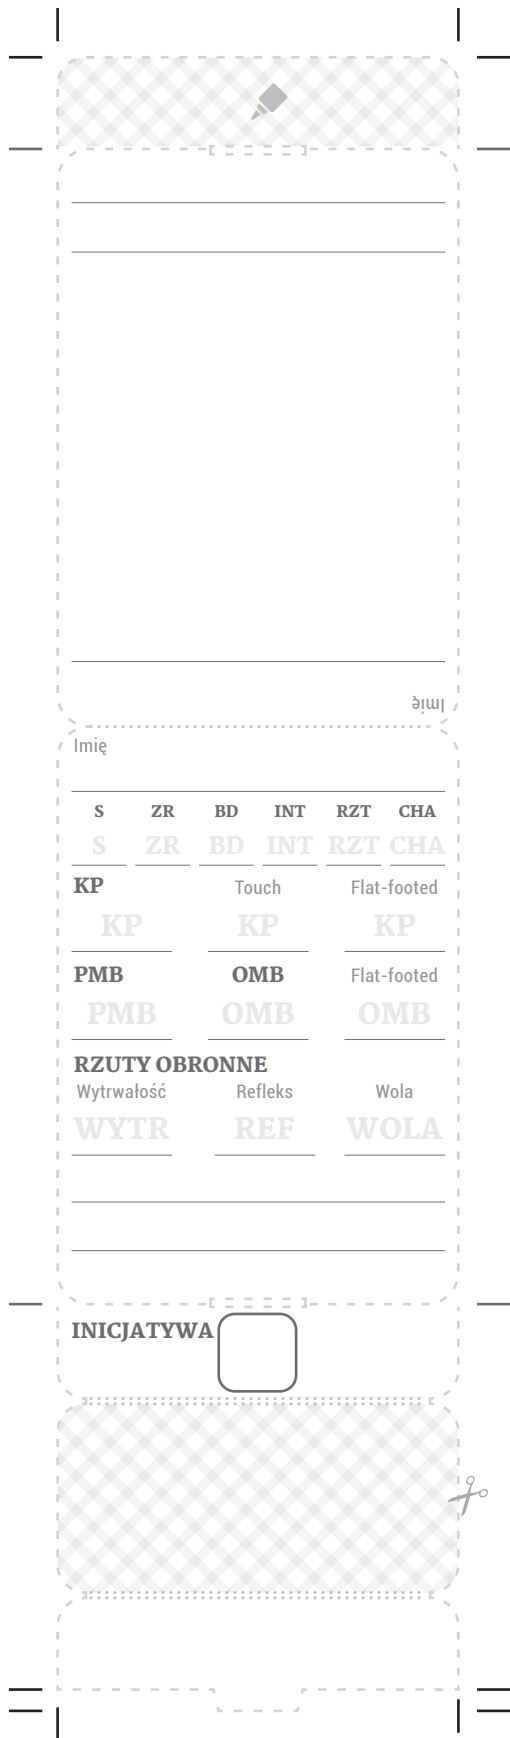 Imię
Imię
S ZR BD INT RZT CHA
S ZR BD INT RZT CHA
KP Touch Flat-footed
KP KP KP
PMB OMB Flat-footed
PMB OMB OMB
RZUTY OBRONNE
Wytrwałość Refleks Wola
WYTR REF WOLA
INICJATYWA